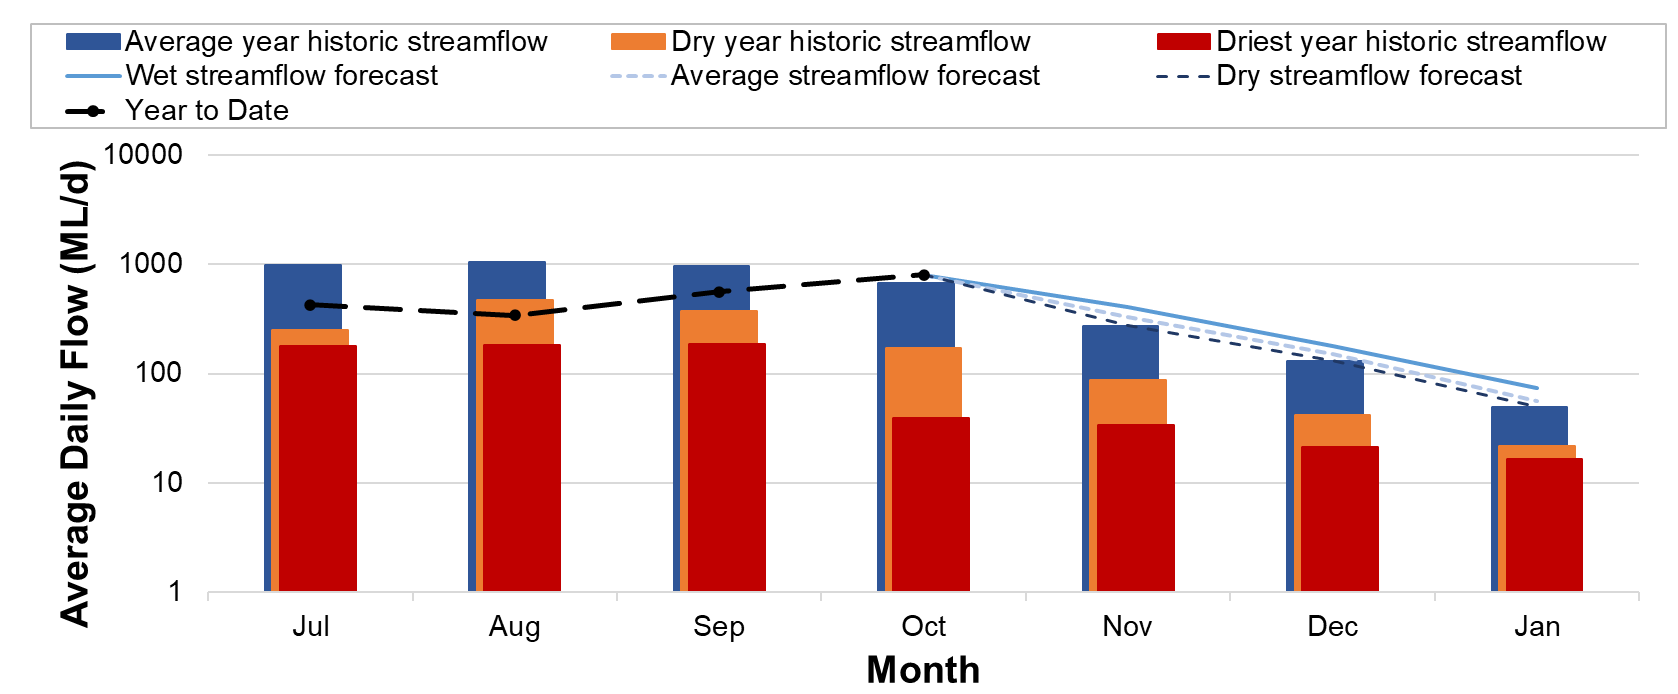 Average year historic streamflow Dry year historic streamflow Driest year historic streamflow
Wet streamflow forecast Average streamflow forecast Dry streamflow forecast
Year to Date
Average Daily Flow (ML/d)
10000
1000
100
10
1
Jul Aug Sep Oct Nov Dec Jan
Month